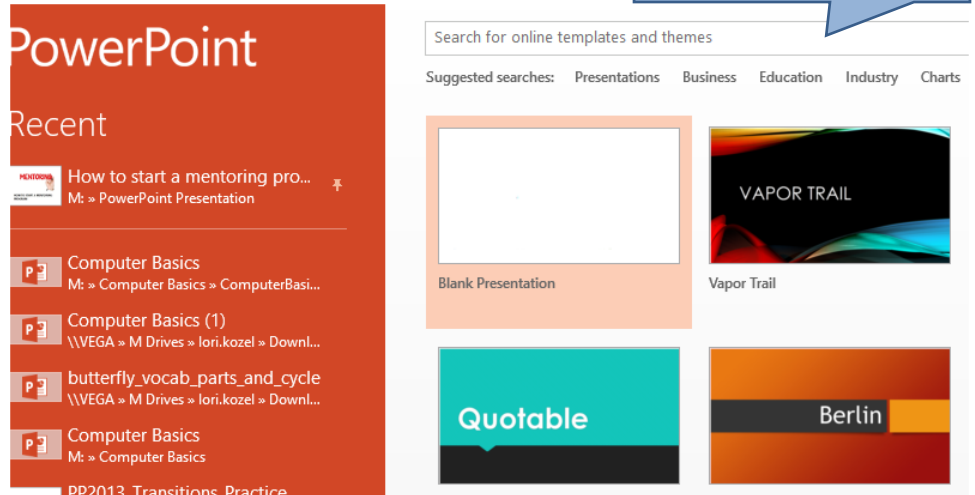 PowerPoint
Recent
MENTORING
How to start a mentoring pro...
M: » PowerPoint Presentation
Computer Basics
M: » Computer Basics » ComputerBasi...
Computer Basics (1)
\\VEGA » M Drives » lori.kozel » Downl...
butterfly_vocab_parts_and_cycle
\\VEGA » M Drives » lori.kozel » Downl...
Computer Basics
M: » Computer Basics
PP2013_Transitions_Practice
Search for online templates and themes
Suggested searches: Presentations Business Education Industry Charts
VAPOR TRAIL
Blank Presentation
Vapor Trail
Quotable
Berlin